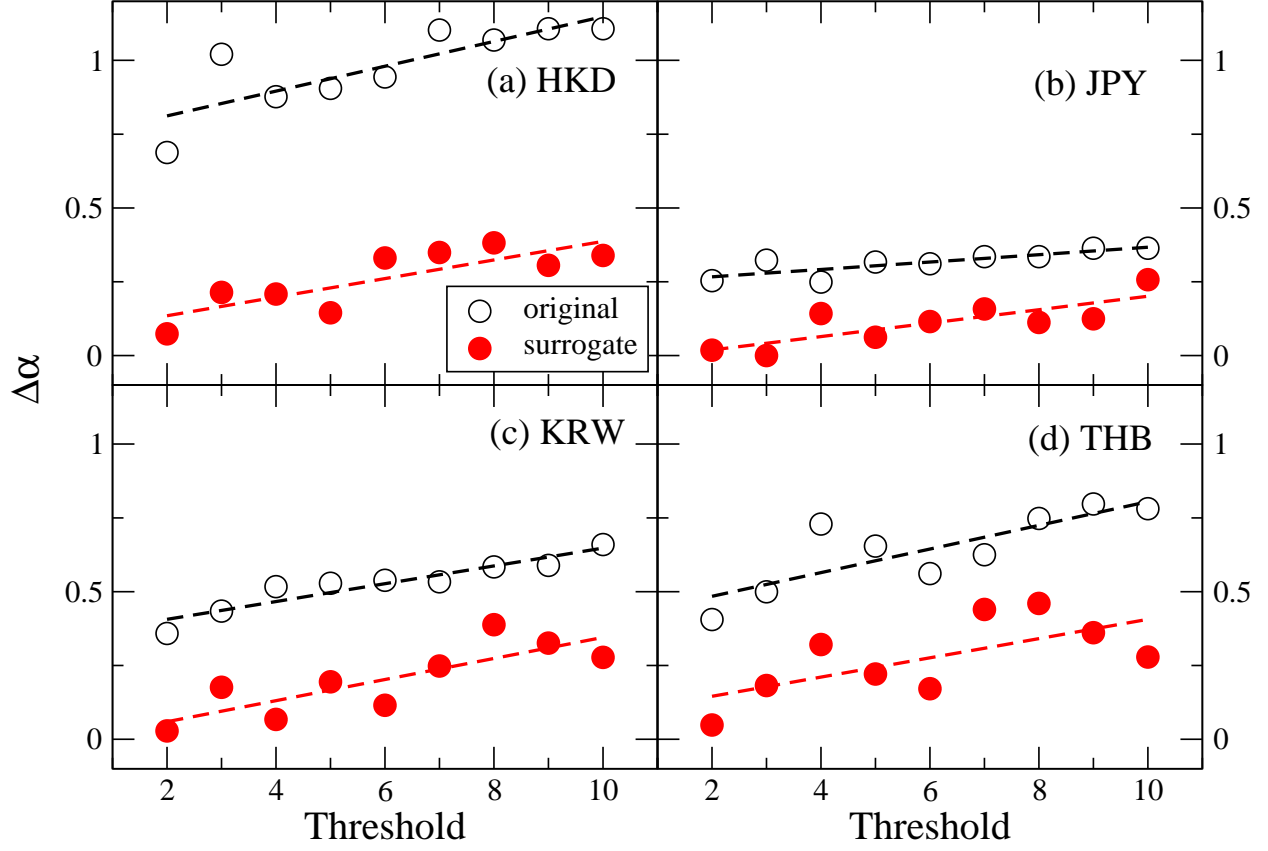 1
0.5
0
(a) HKD
original
surrogate
(b) JPY
1
0.5
0
Δα
1
0.5
0
(c) KRW
(d) THB
1
0.5
0
2 4 6 8 10
2 4 6 8 10
Threshold
Threshold